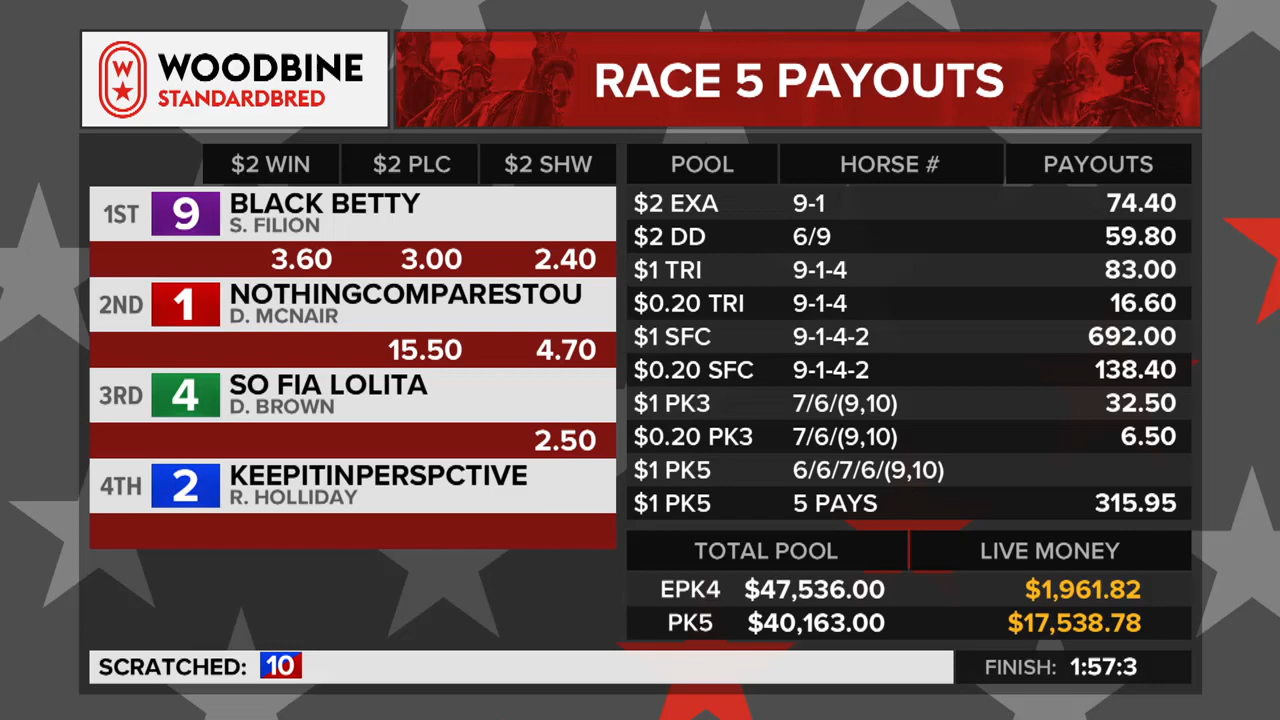 WOODBINE
STANDARDBRED
RACE 5 PAYOUTS
$2 WIN $2 PLC $2 SHW
1ST 9 BLACK BETTY
S. FILION
3.60 3.00 2.40
2ND 1 NOTHINGCOMPARESTOU
D. MCNAIR
15.50 4.70
3RD 4 SO FIA LOLITA
D. BROWN
2.50
4TH 2 KEEPITINPERSPCTIVE
R. HOLLIDAY
POOL HORSE # PAYOUTS
$2 EXA 9-1 74.40
$2 DD 6/9 59.80
$1 TRI 9-1-4 83.00
$0.20 TRI 9-1-4 16.60
$1 SFC 9-1-4-2 692.00
$0.20 SFC 9-1-4-2 138.40
$1 PK3 7/6/(9,10) 32.50
$0.20 PK3 7/6/(9,10) 6.50
$1 PK5 6/6/7/6/(9,10)
$1 PK5 5 PAYS 315.95
TOTAL POOL LIVE MONEY
EPK4 $47,536.00 $1,961.82
PK5 $40,163.00 $17,538.78
SCRATCHED: 10
FINISH: 1:57:3